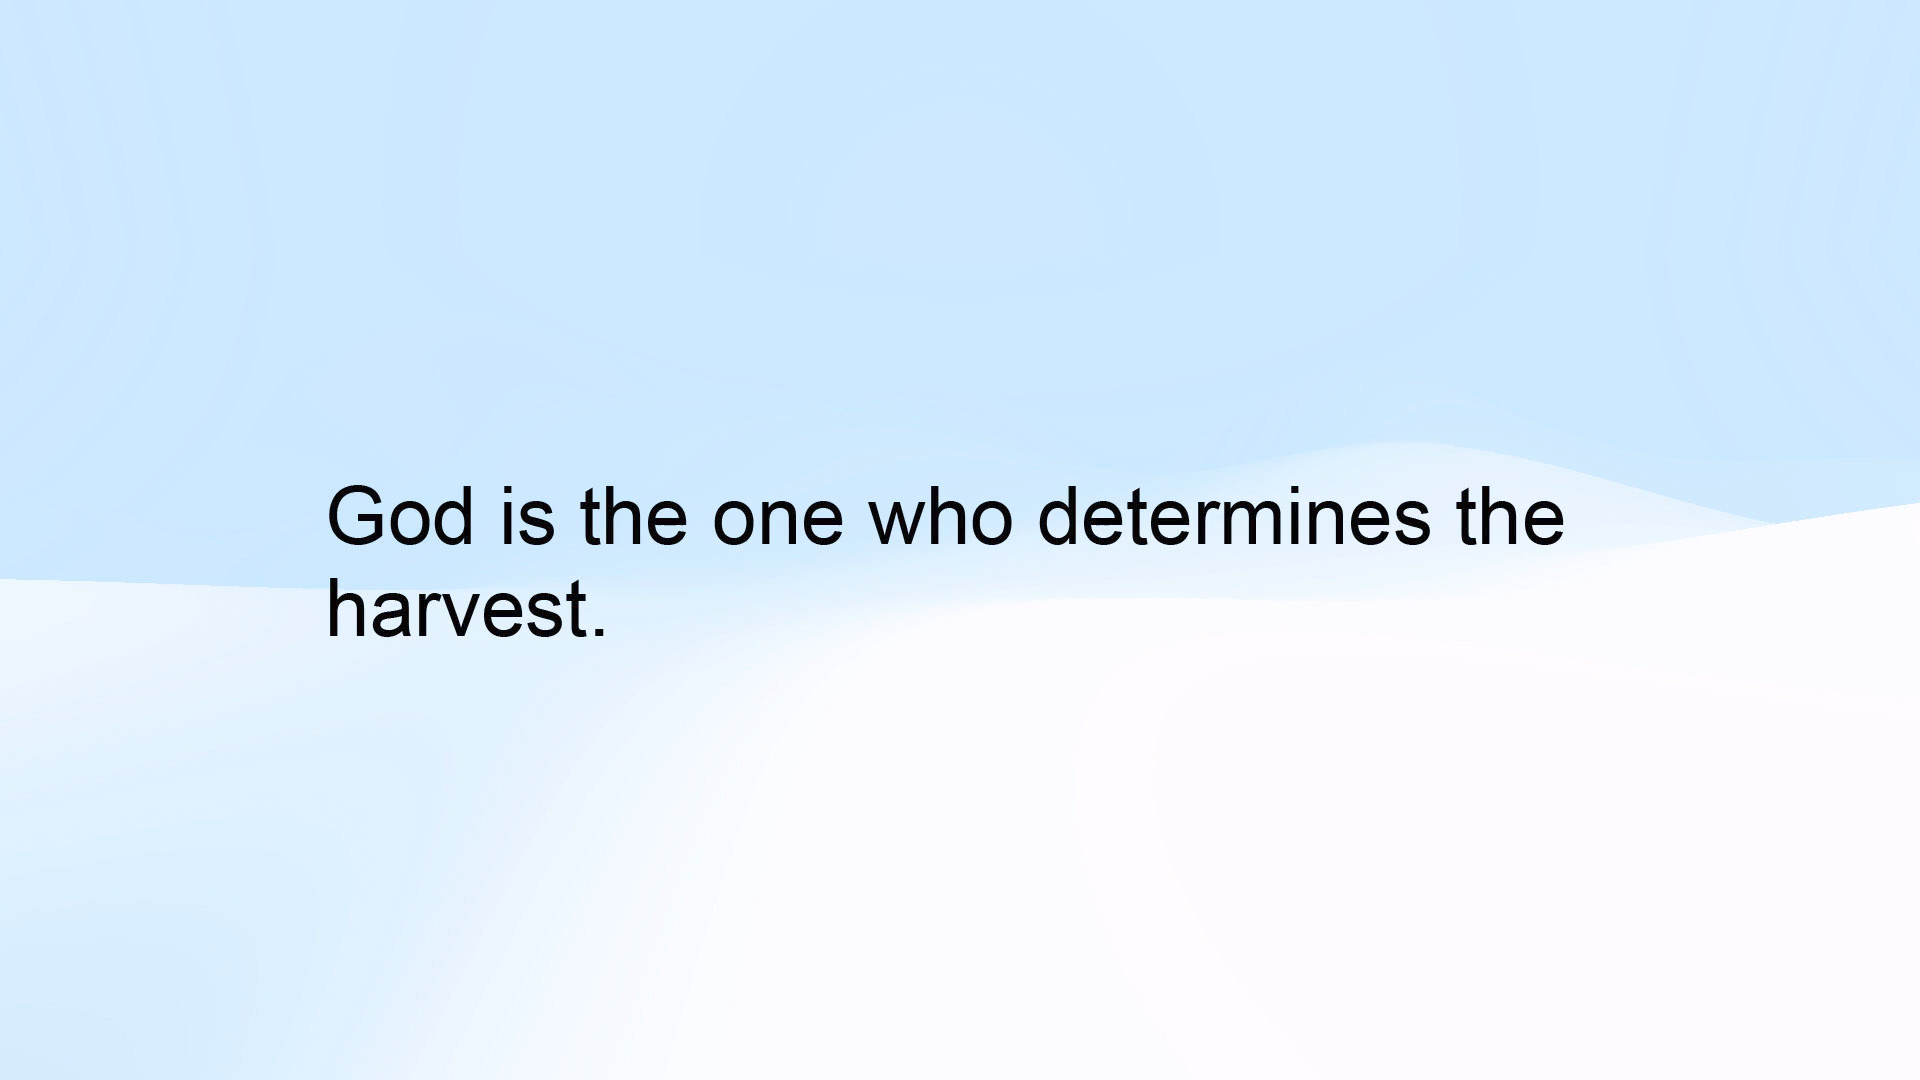 God is the one who determines the
harvest.